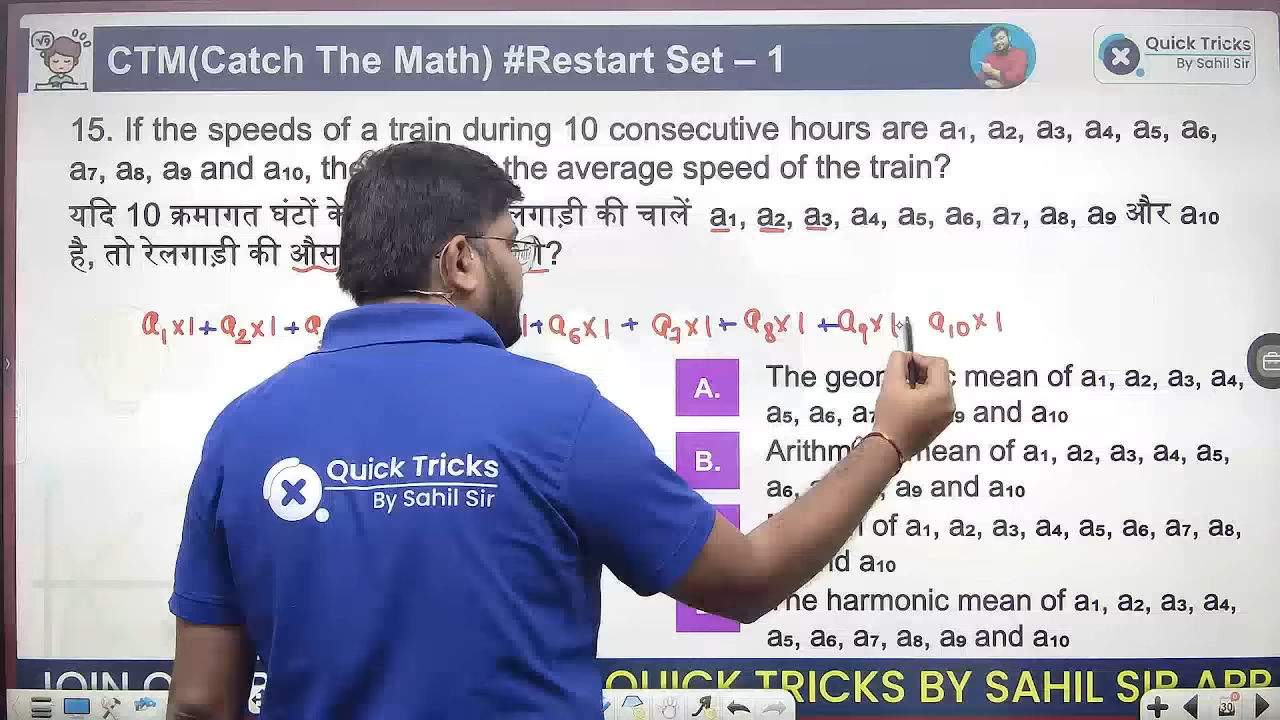 CTM(Catch The Math) #Restart Set – 1
Quick Tricks
By Sahil Sir
15. If the speeds of a train during 10 consecutive hours are a₁, a₂, a₃, a₄, a₅, a₆,
a₇, a₈, a₉ and a₁₀, the average speed of the train?
यदि 10 क्रमागत घंटों के चालें a₁, a₂, a₃, a₄, a₅, a₆, a₇, a₈, a₉ और a₁₀
है, तो रेलगाड़ी की
a₁×1+a₂×1+ +a₆×1+ a₇×1+a₈×1 +a₉×1 a₁₀×1
A. The mean of a₁, a₂, a₃, a₄,
a₅, a₆, and a₁₀
B. mean of a₁, a₂, a₃, a₄, a₅,
a₆, a₉ and a₁₀
of a₁, a₂, a₃, a₄, a₅, a₆, a₇, a₈,
a₁₀
harmonic mean of a₁, a₂, a₃, a₄,
a₅, a₆, a₇, a₈, a₉ and a₁₀
Quick Tricks
By Sahil Sir
JOIN QUICK TRICKS BY SAHIL SIR APP
30